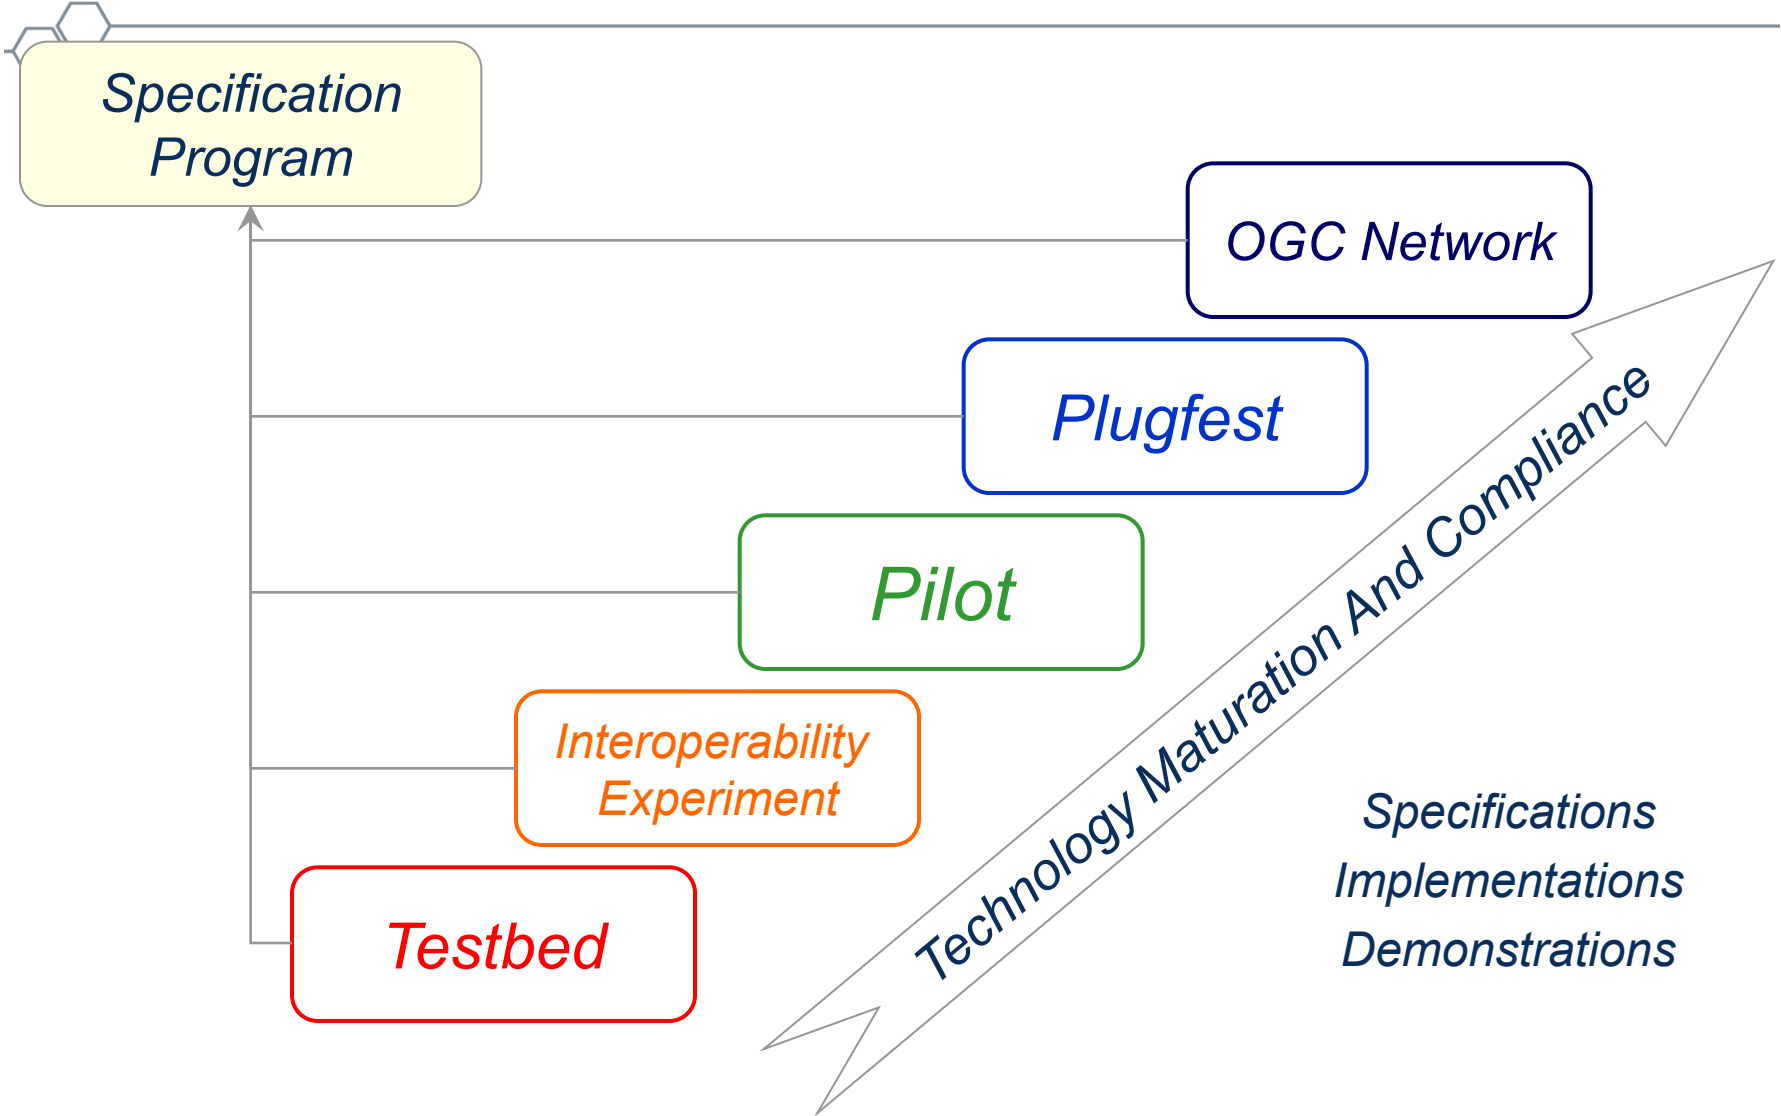 Specification
Program
OGC Network
Plugfest
Pilot
Interoperability
Experiment
Testbed
Technology Maturation And Compliance
Specifications
Implementations
Demonstrations